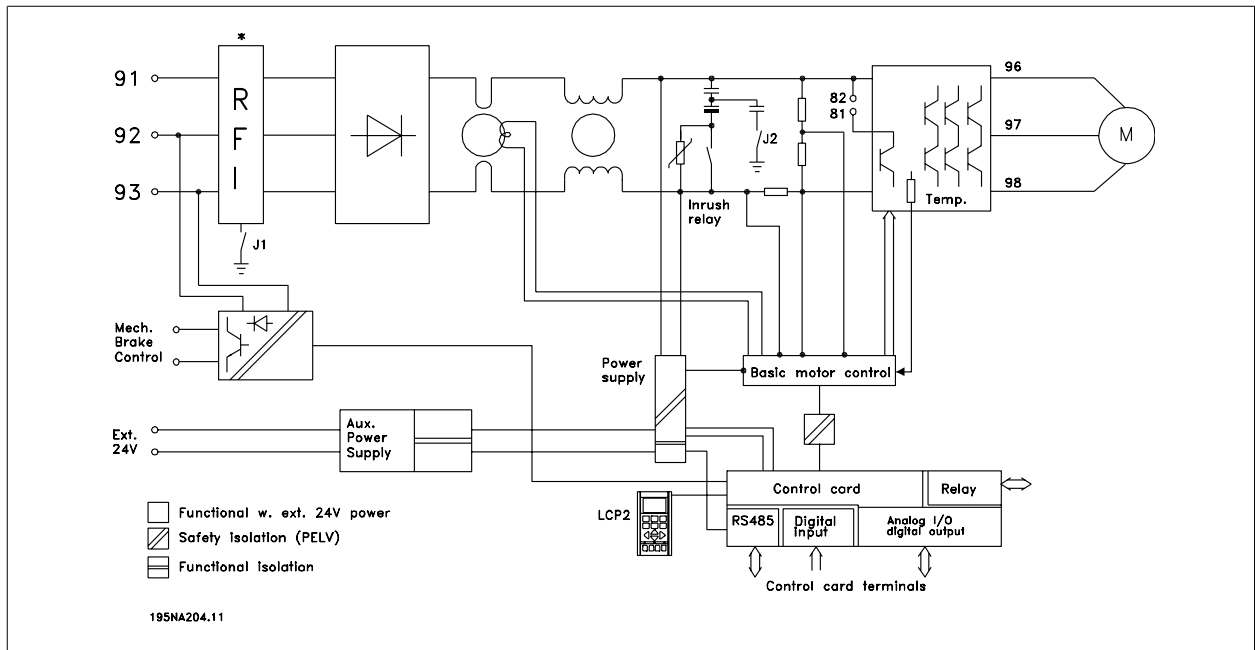 *
91
92
93
R
F
I
J1
J2
82
81
96
97
98
M
Temp.
Inrush
relay
Mech.
Brake
Control
Power
supply
Basic motor control
Ext.
24V
Aux.
Power
Supply
Control card
Relay
LCP2
RS485
Digital
input
Analog I/O
digital output
Control card terminals
Functional w. ext. 24V power
Safety isolation (PELV)
Functional isolation
195NA204.11